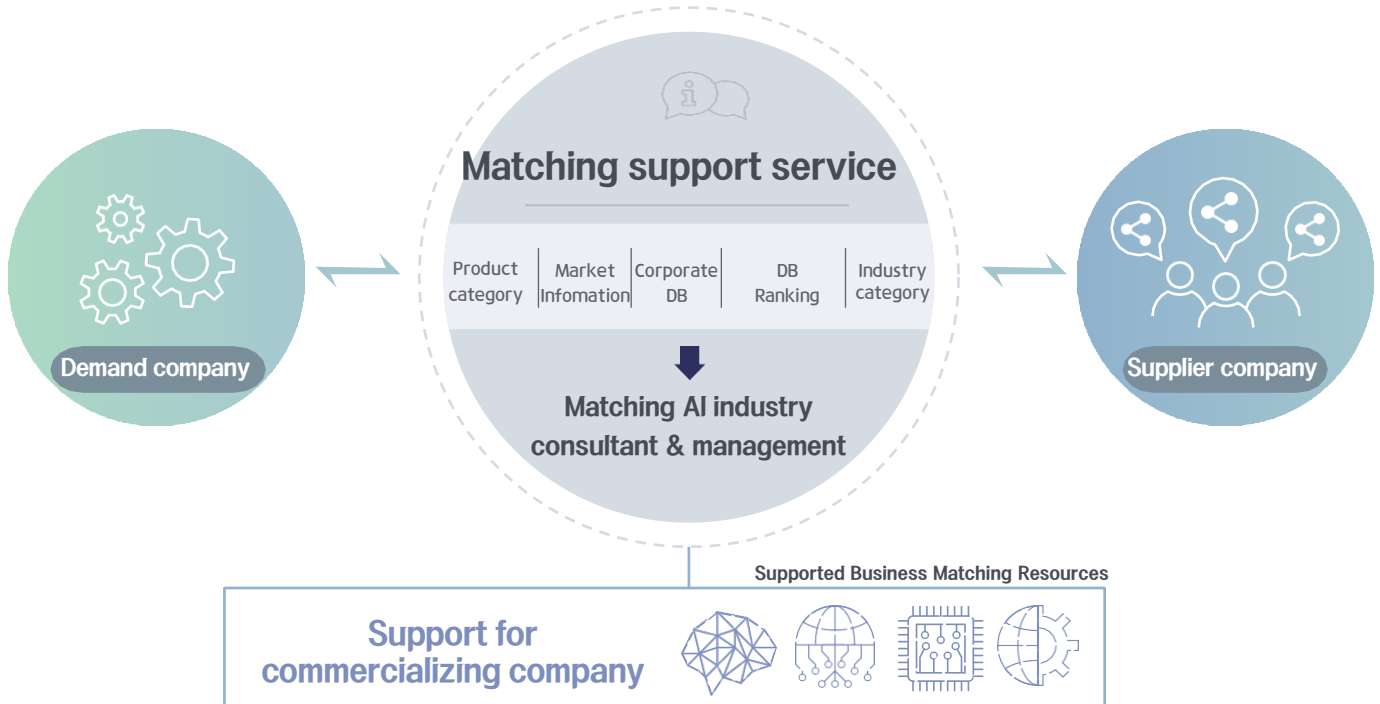 Matching support service
Product category
Market Infomation
Corporate DB
DB Ranking
Industry category
Demand company
Supplier company
Matching AI industry
consultant & management
Supported Business Matching Resources
Support for
commercializing company